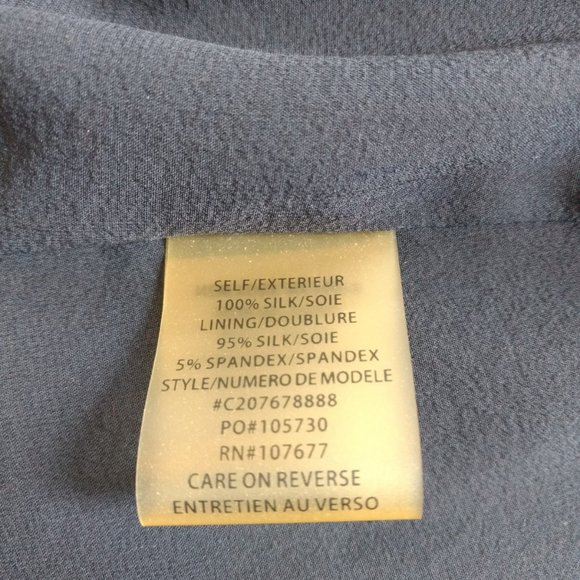 SELF/EXTERIEUR
100% SILK/SOIE
LINING/DOUBLURE
95% SILK/SOIE
5% SPANDEX/SPANDEX
STYLE/NUMERO DE MODELE
#C207678888
PO#105730
RN#107677
CARE ON REVERSE
ENTRETIEN AU VERSO